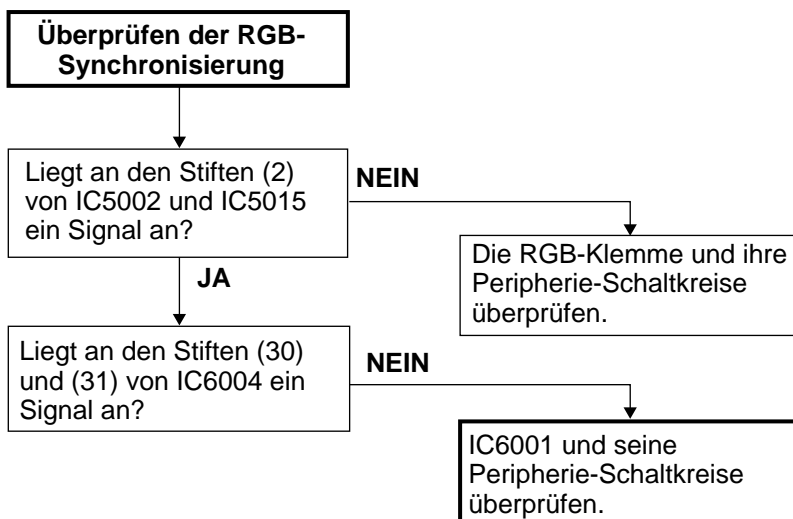 Überprüfen der RGB-
Synchronisierung
Liegt an den Stiften (2)
von IC5002 und IC5015
ein Signal an?
NEIN
Die RGB-Klemme und ihre
Peripherie-Schaltkreise
überprüfen.
JA
Liegt an den Stiften (30)
und (31) von IC6004 ein
Signal an?
NEIN
IC6001 und seine
Peripherie-Schaltkreise
überprüfen.